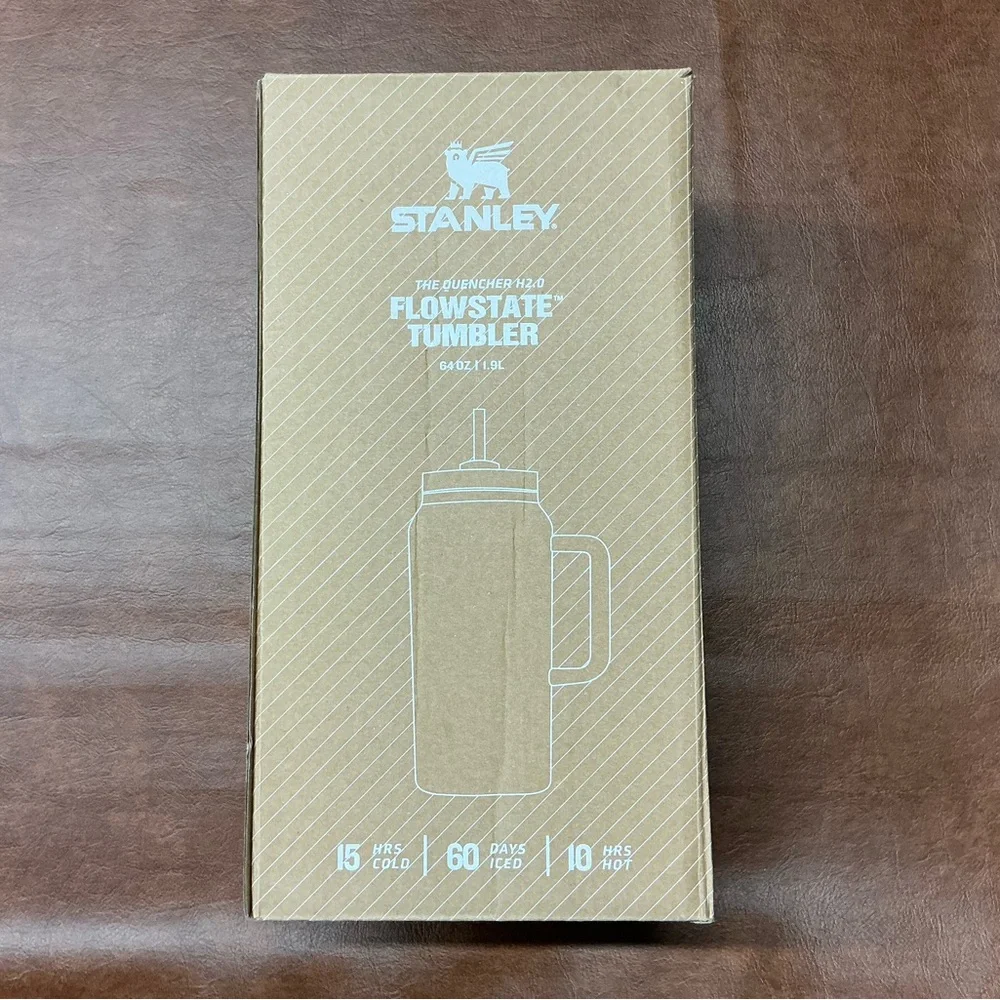 STANLEY®
THE QUENCHER H2.0
FLOWSTATE™
TUMBLER
64 OZ | 1.9L
15 HRS COLD | 60 DAYS ICED | 10 HRS HOT